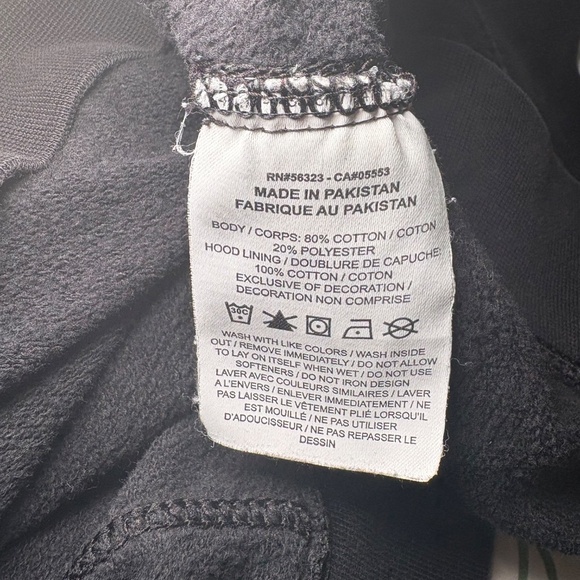 RN#56323 - CA#05553
MADE IN PAKISTAN
FABRIQUE AU PAKISTAN
BODY / CORPS: 80% COTTON / COTON
20% POLYESTER
HOOD LINING / DOUBLURE DE CAPUCHE:
100% COTTON / COTON
EXCLUSIVE OF DECORATION /
DECORATION NON COMPRISE
30C
WASH WITH LIKE COLORS / WASH INSIDE
OUT / REMOVE IMMEDIATELY / DO NOT ALLOW
TO LAY ON ITSELF WHEN WET / DO NOT USE
SOFTENERS / DO NOT IRON DESIGN
LAVER AVEC COULEURS SIMILAIRES / LAVER
A L'ENVERS / ENLEVER IMMEDIATEMENT / NE
PAS LAISSER LE VÊTEMENT PLIÉ LORSQU'IL
EST MOUILLÉ / NE PAS UTILISER
D'ADOUCISSEUR / NE PAS REPASSER LE
DESSIN